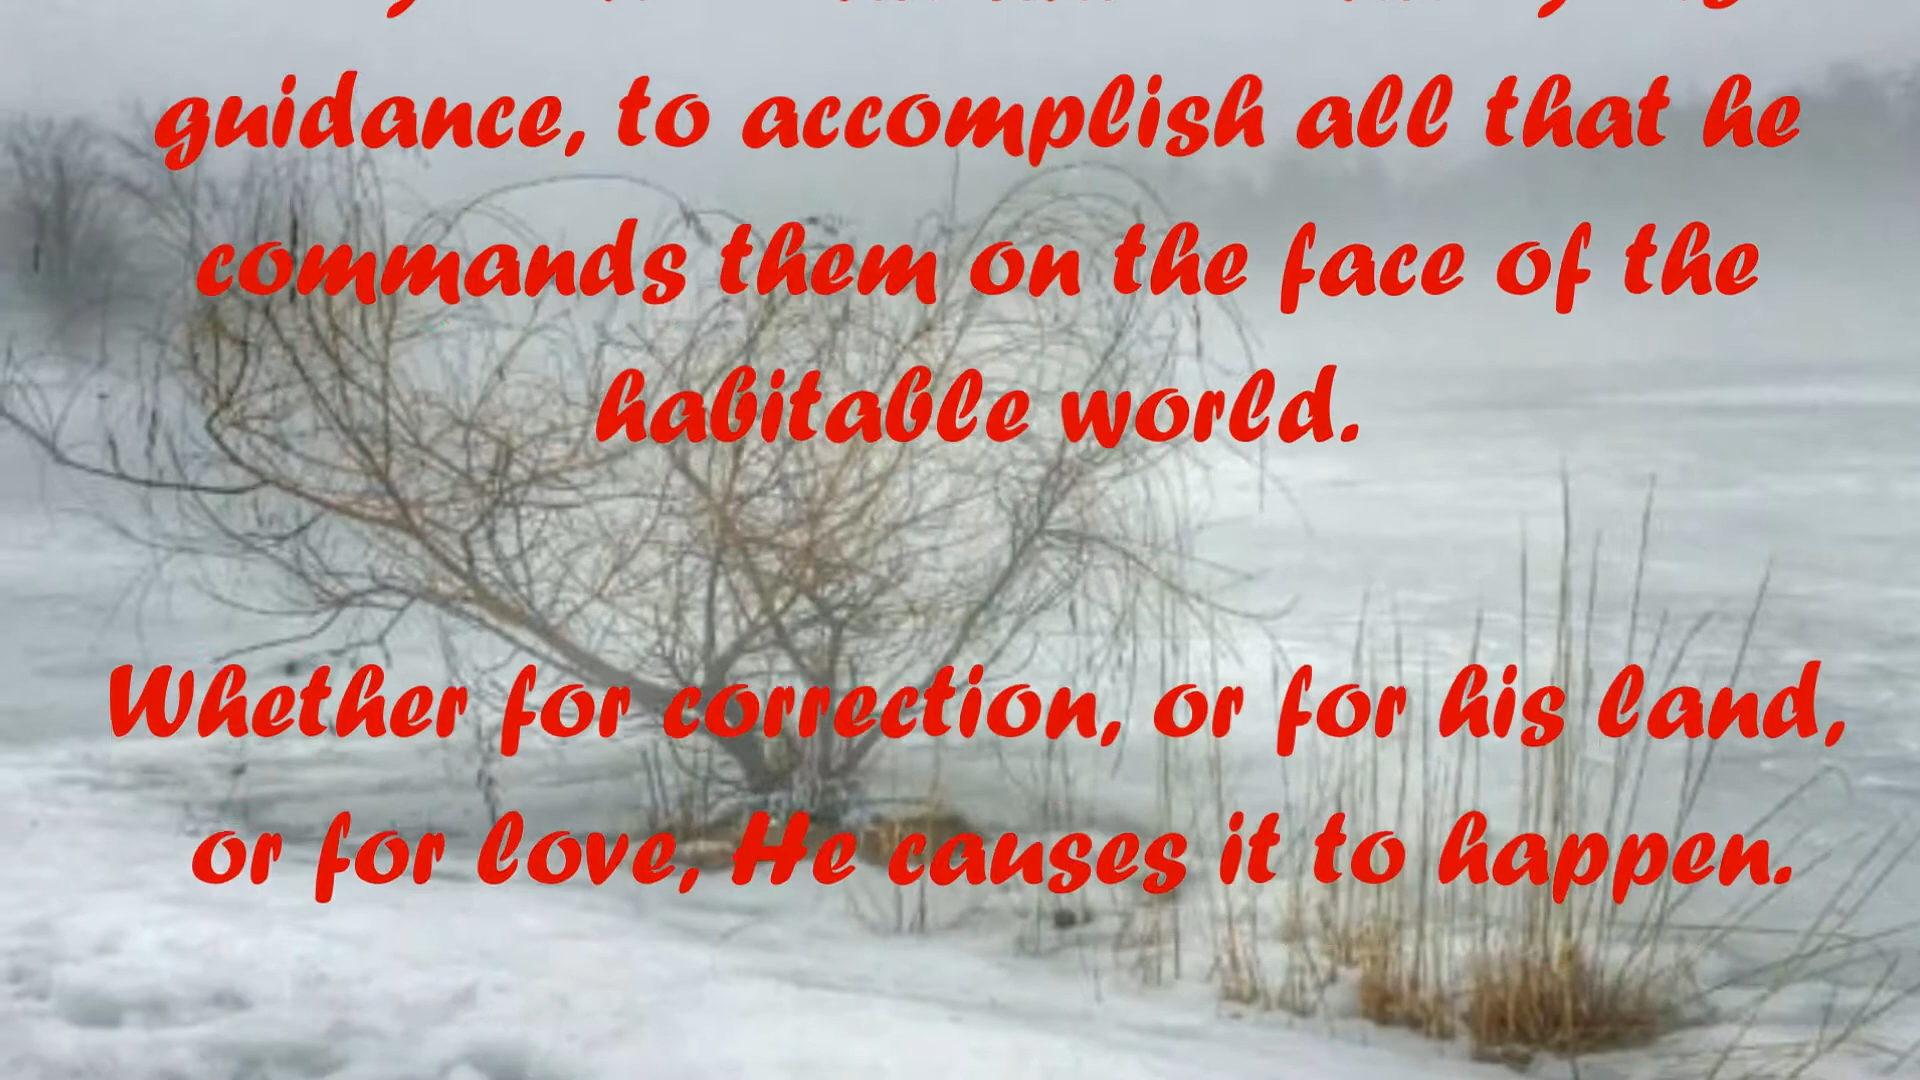 guidance, to accomplish all that he
commands them on the face of the
habitable world.
Whether for correction, or for his land,
or for love, He causes it to happen.